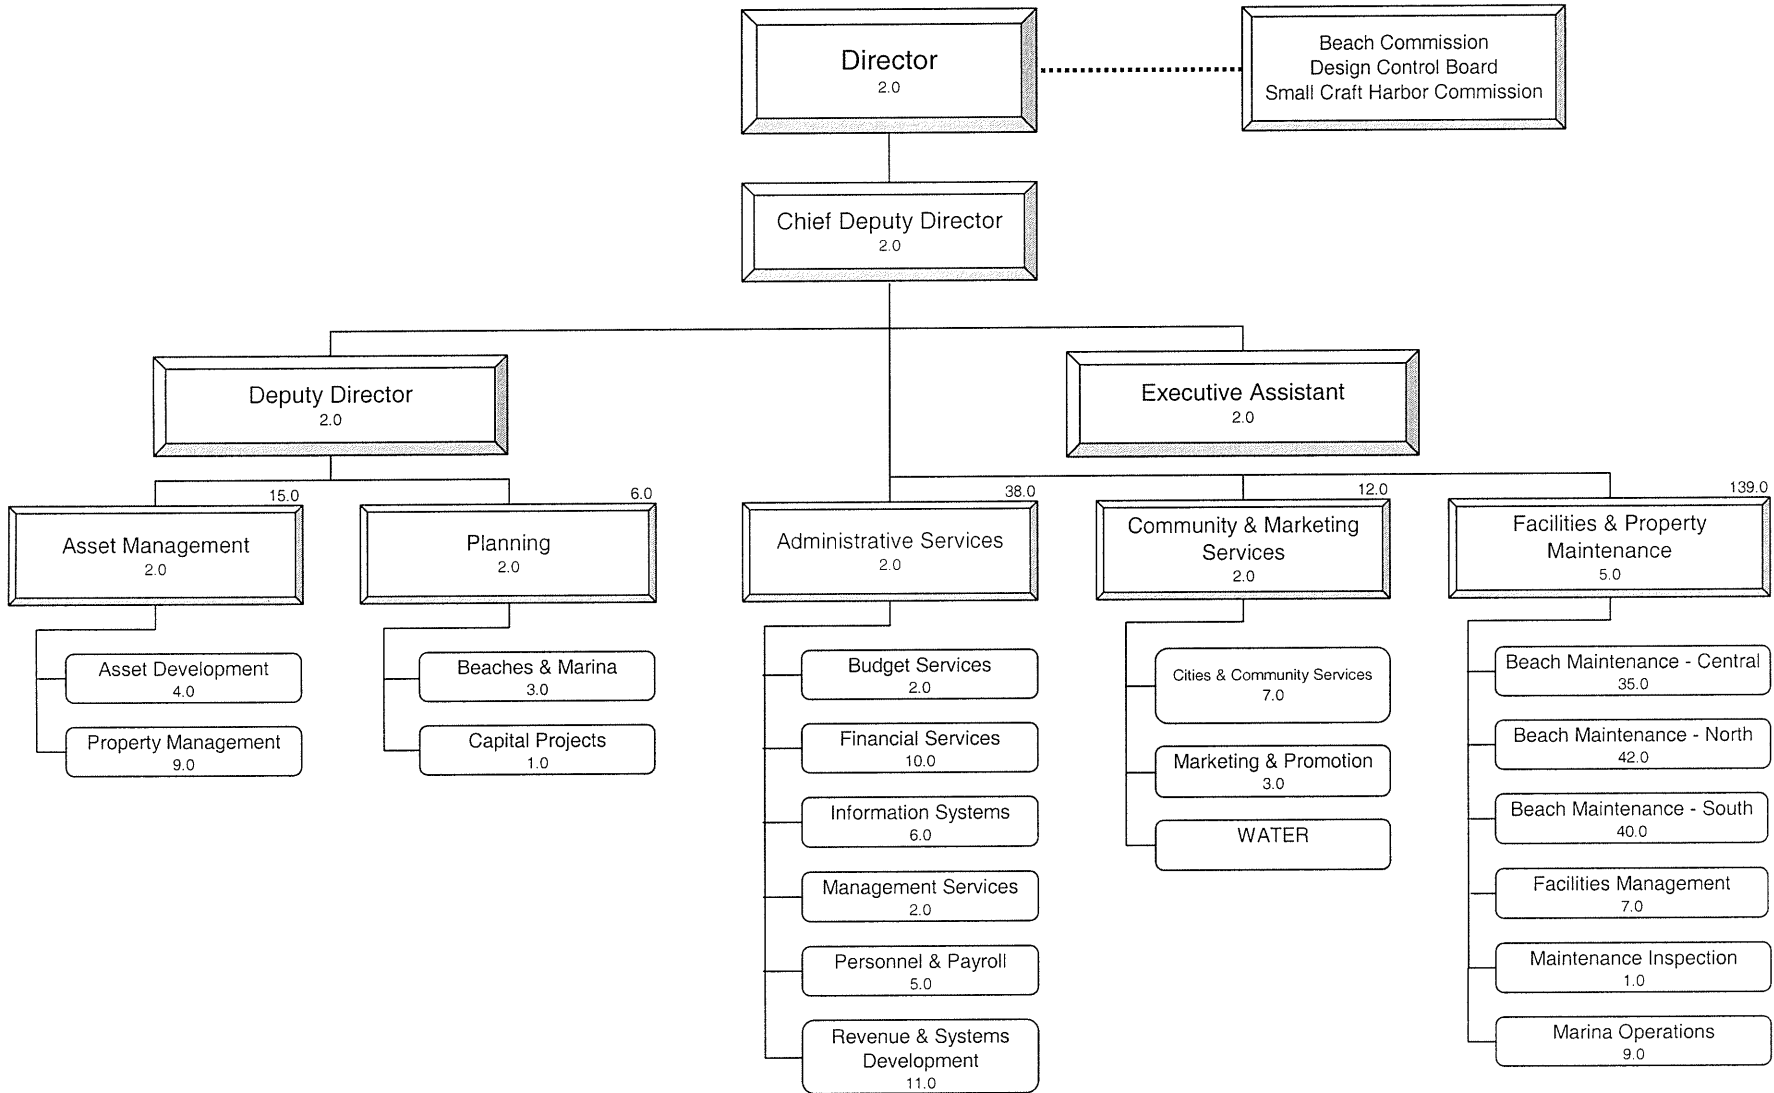 Director
2.0
Beach Commission
Design Control Board
Small Craft Harbor Commission
Chief Deputy Director
2.0
Deputy Director
2.0
Executive Assistant
2.0
15.0
Asset Management
2.0
Asset Development
4.0
Property Management
9.0
6.0
Planning
2.0
Beaches & Marina
3.0
Capital Projects
1.0
38.0
Administrative Services
2.0
Budget Services
2.0
Financial Services
10.0
Information Systems
6.0
Management Services
2.0
Personnel & Payroll
5.0
Revenue & Systems
Development
11.0
12.0
Community & Marketing
Services
2.0
Cities & Community Services
7.0
Marketing & Promotion
3.0
WATER
139.0
Facilities & Property
Maintenance
5.0
Beach Maintenance - Central
35.0
Beach Maintenance - North
42.0
Beach Maintenance - South
40.0
Facilities Management
7.0
Maintenance Inspection
1.0
Marina Operations
9.0